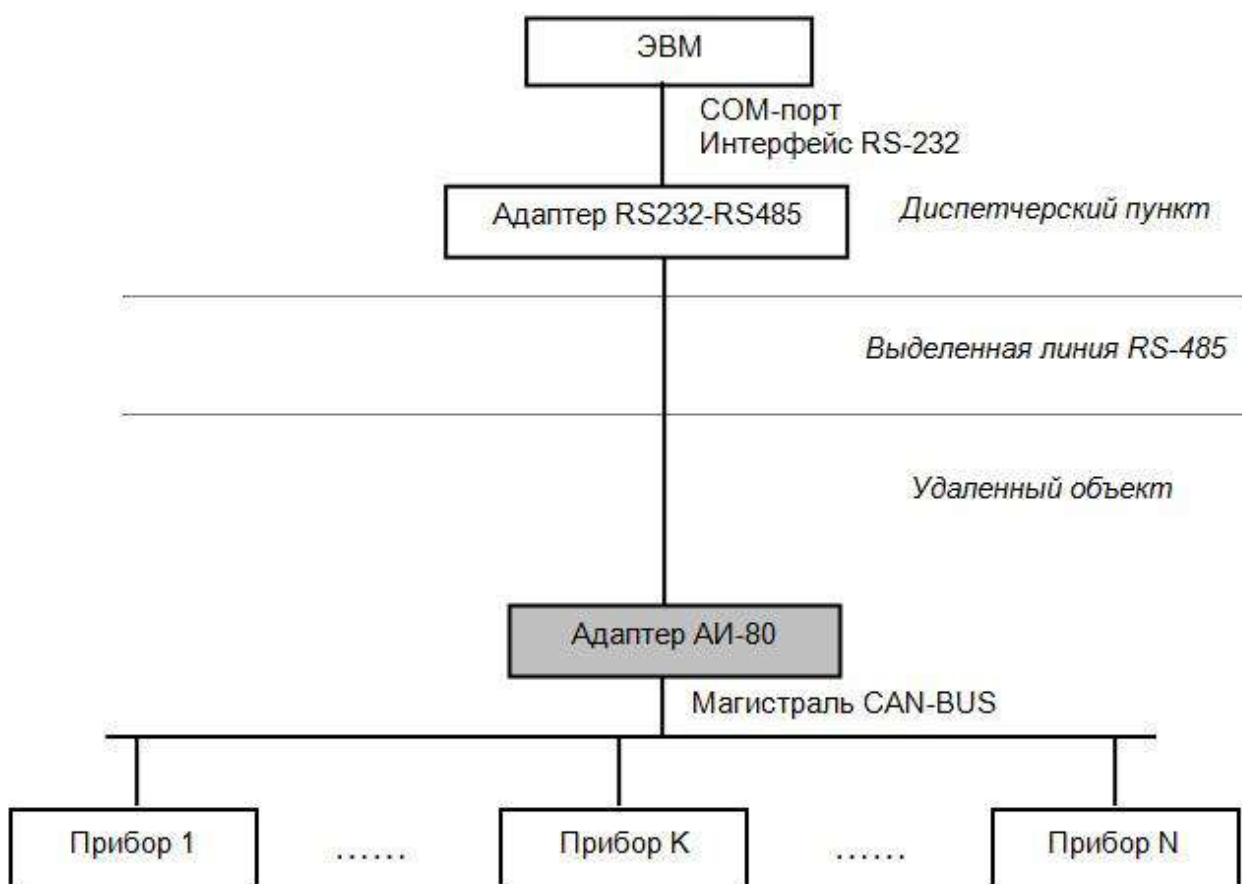 ЭВМ
COM-порт
Интерфейс RS-232
Адаптер RS232-RS485
Диспетчерский пункт
Выделенная линия RS-485
Удаленный объект
Адаптер АИ-80
Магистраль CAN-BUS
Прибор 1 ...... Прибор K ...... Прибор N